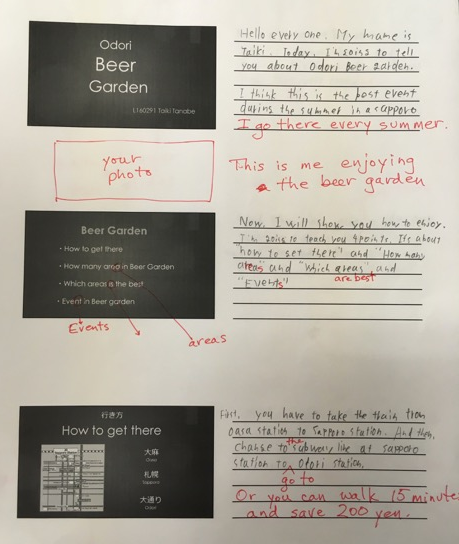 Odori
Beer
Garden
L160291 Taiki Tanabe
Hello every one. My name is
Taiki. Today, I'm going to tell
you about Odori Beer garden.
I think this is the best event
during the summer in a sapporo
I go there every summer.
your
photo
This is me enjoying
the beer garden
Beer Garden
・How to get there
・How many area in Beer Garden
・Which area is the best
・Event in Beer garden
Events
areas
Now, I will show you how to enjoy.
I'm going to teach you 4 points. It's about
"how to get there" and "How many
areas" and "Which areas" and
are best
"Events"
行き方
How to get there
大麻
Oasa
札幌
Sapporo
大通り
Odori
First, you have to take the train from
Oasa station to Sapporo station. And then,
change to the subway line at sapporo
station to Odori station.
go to
Or you can walk 15 minutes
and save 200 yen.